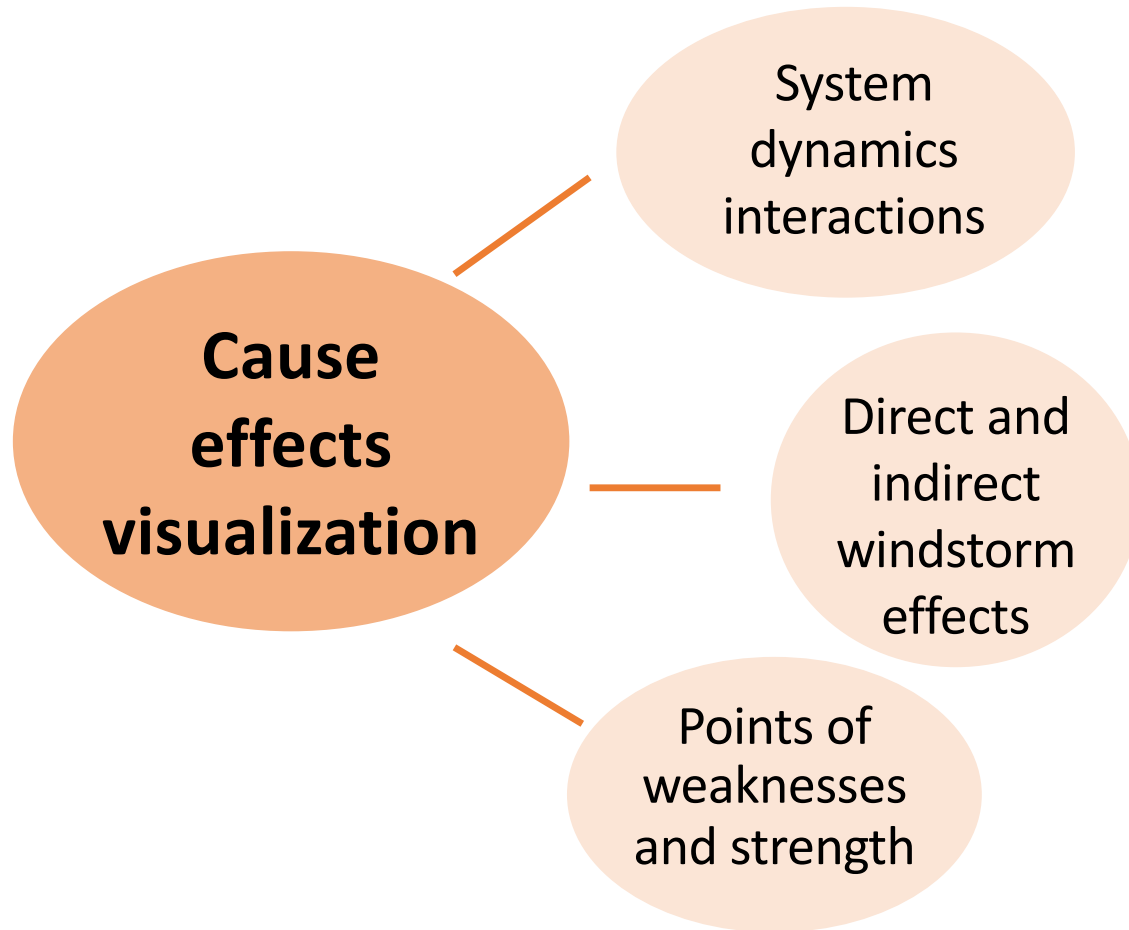 System
dynamics
interactions
Cause
effects
visualization
Direct and
indirect
windstorm
effects
Points of
weaknesses
and strength